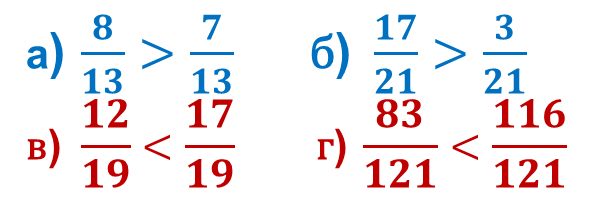 а) 8/13 > 7/13 б) 17/21 > 3/21
в) 12/19 < 17/19 г) 83/121 < 116/121